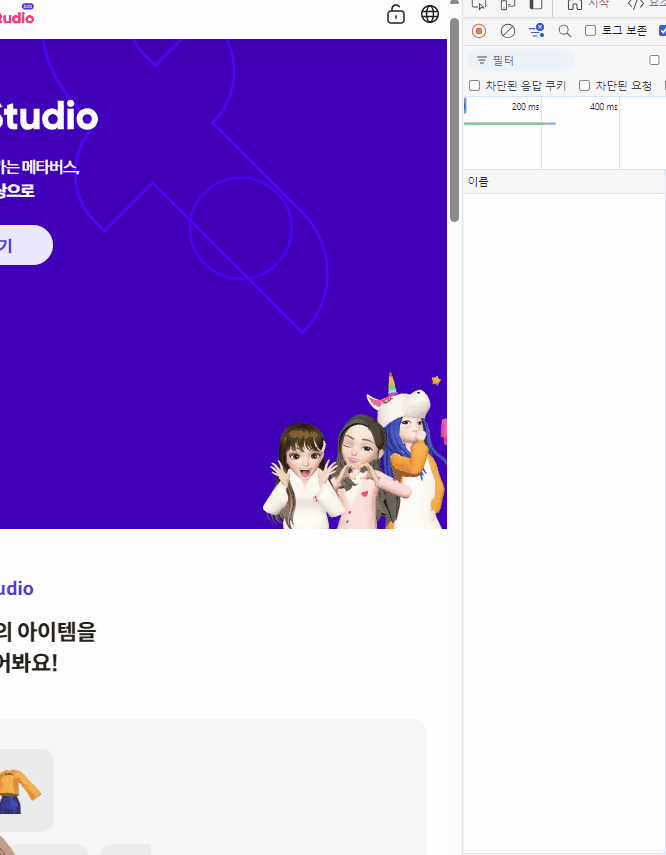 tudio
beta
Studio
가는 메타버스,
상으로
기
udio
의 아이템을
어봐요!
시작
요소
로그 보존
필터
차단된 응답 쿠키
차단된 요청
200 ms
400 ms
이름